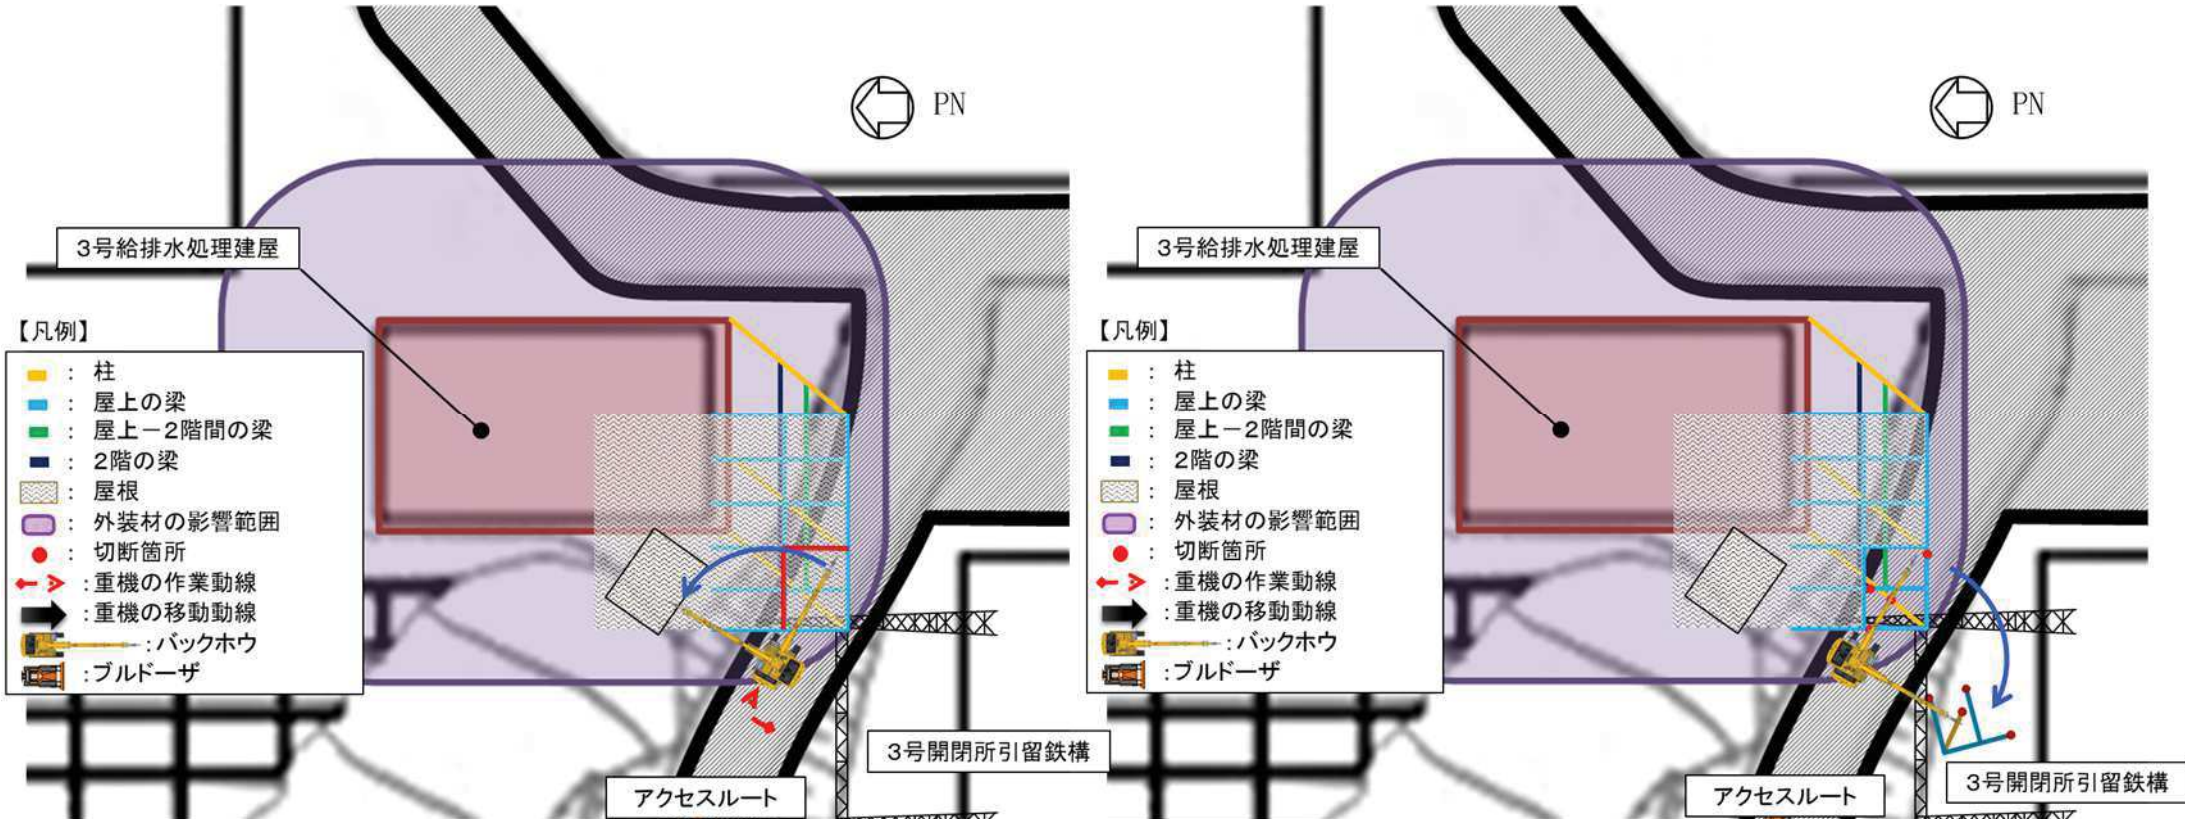 PN
3号給排水処理建屋
【凡例】
: 柱
: 屋上の梁
: 屋上－2階間の梁
: 2階の梁
: 屋根
: 外装材の影響範囲
: 切断箇所
:重機の作業動線
:重機の移動動線
:バックホウ
:ブルドーザ
3号開閉所引留鉄構
アクセスルート
PN
3号給排水処理建屋
【凡例】
: 柱
: 屋上の梁
: 屋上－2階間の梁
: 2階の梁
: 屋根
: 外装材の影響範囲
: 切断箇所
:重機の作業動線
:重機の移動動線
:バックホウ
:ブルドーザ
3号開閉所引留鉄構
アクセスルート